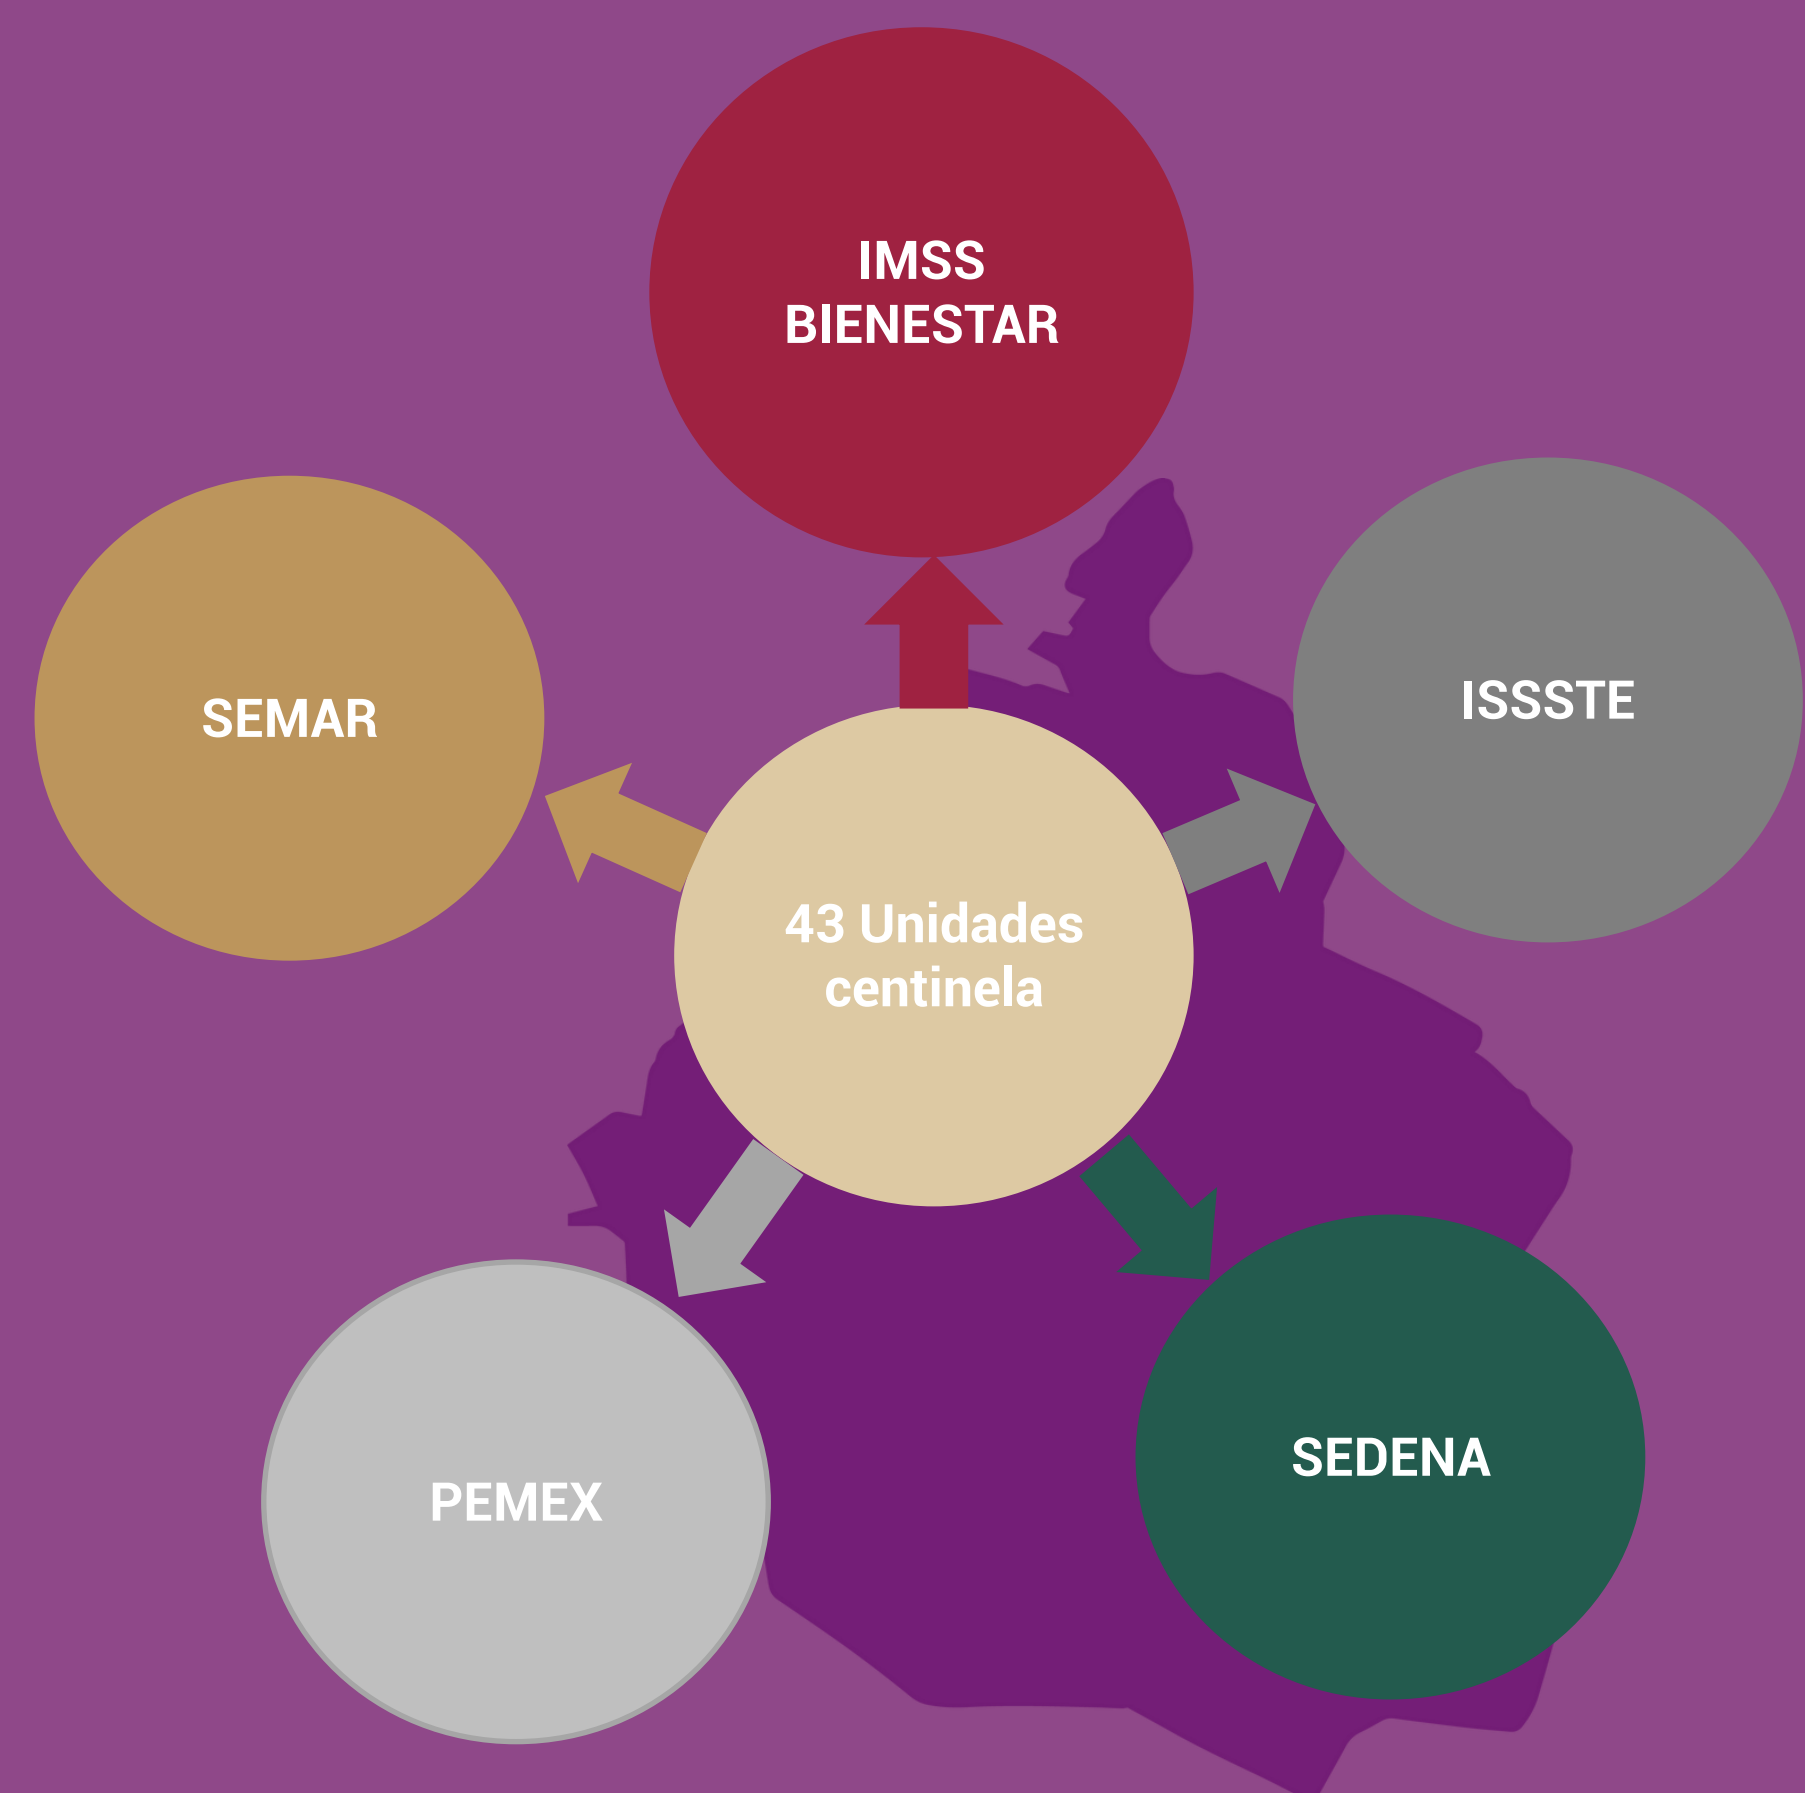 IMSS
BIENESTAR
SEMAR
ISSSTE
43 Unidades
centinela
PEMEX
SEDENA